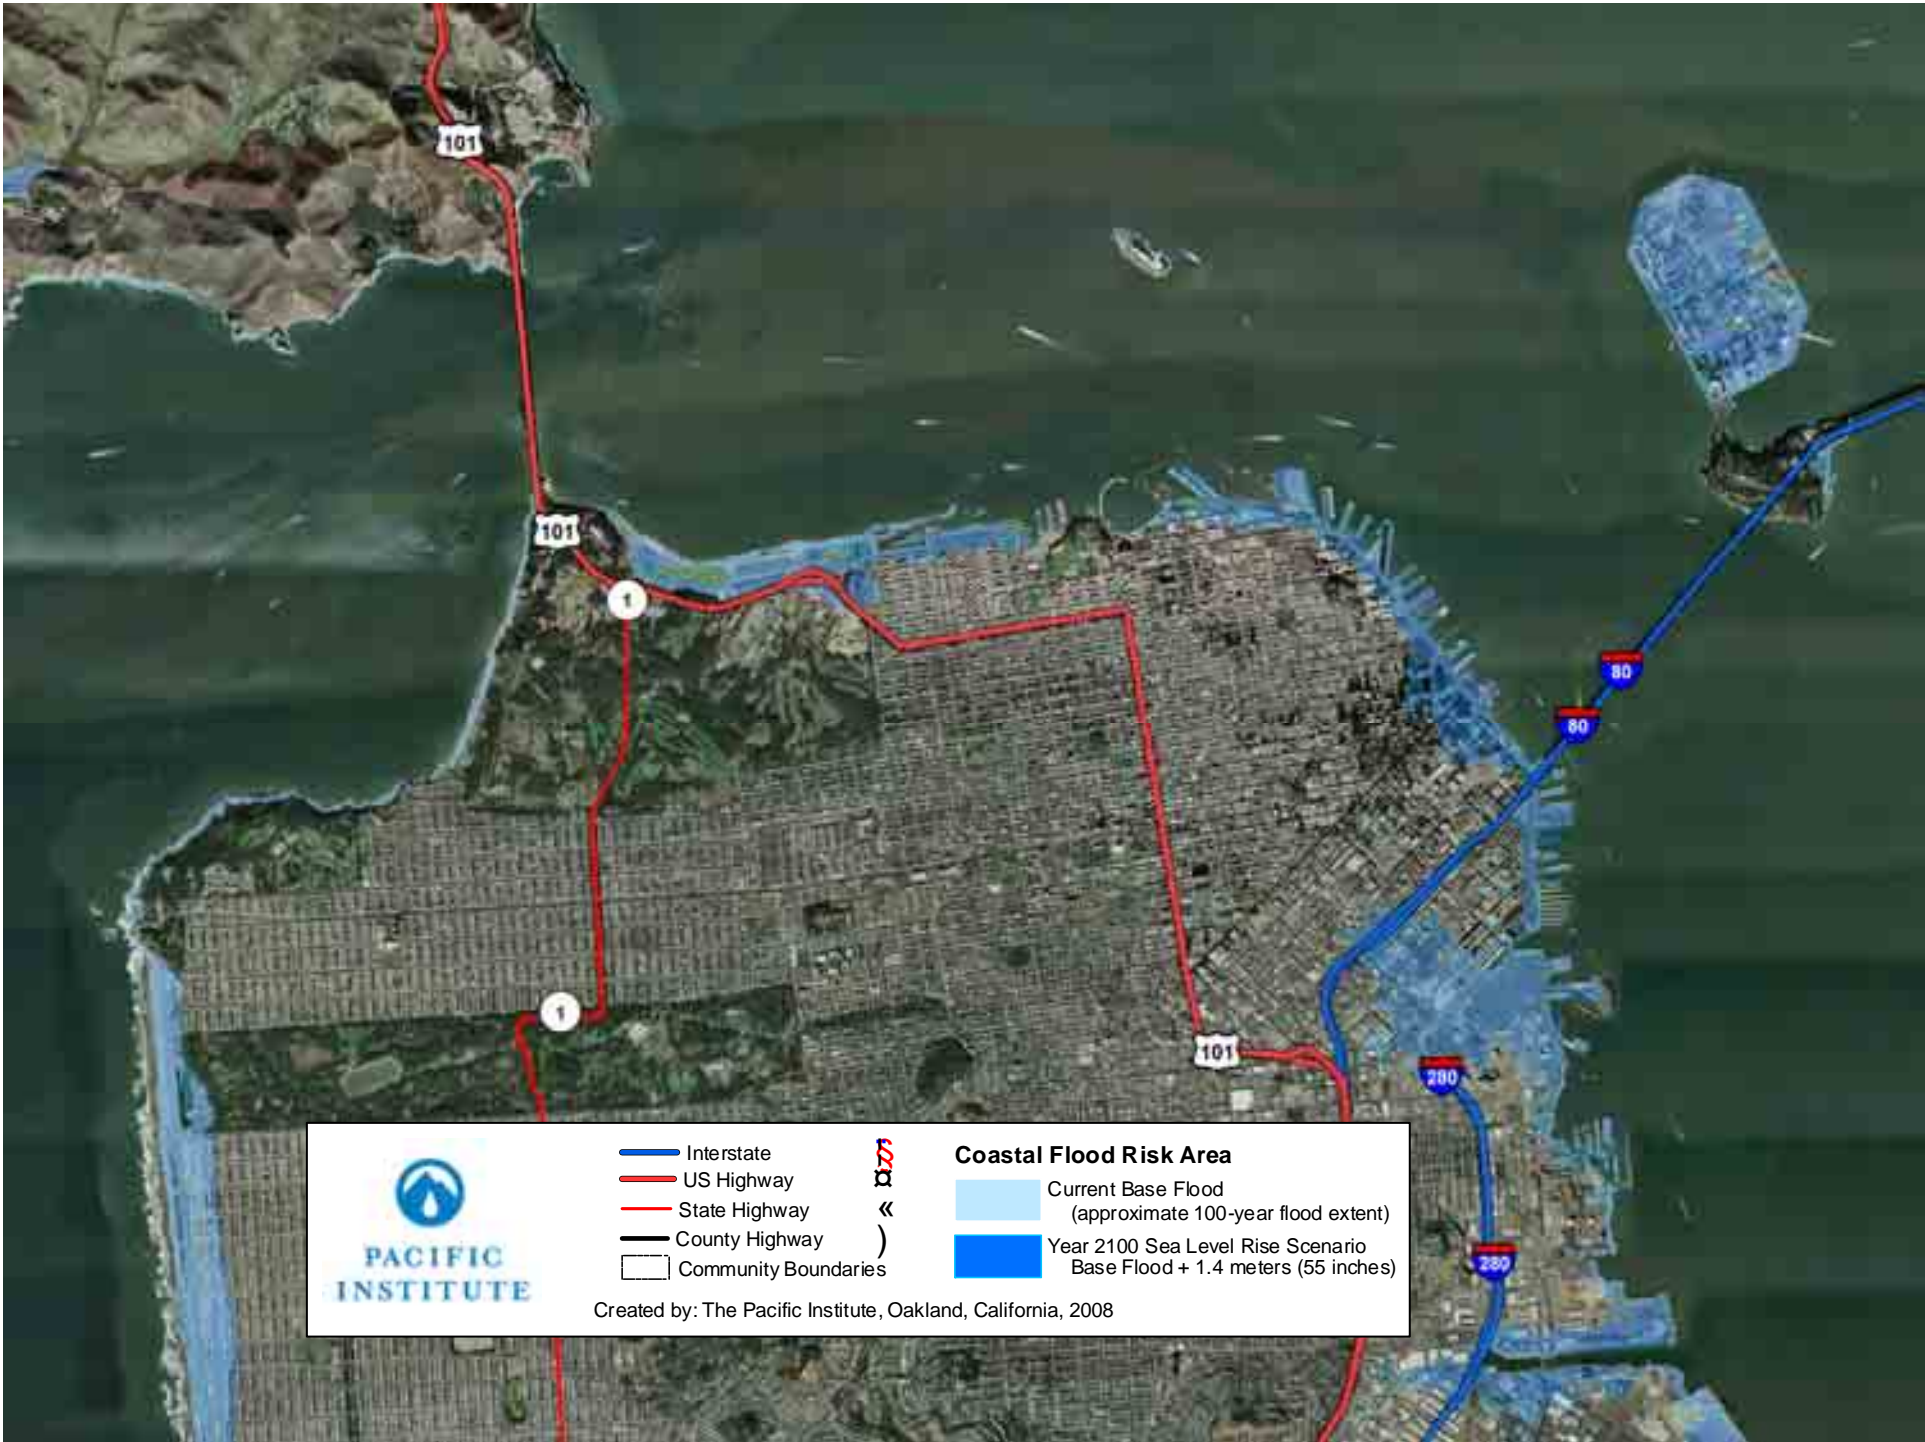 101
101
1
80
80
1
101
280
280
PACIFIC
INSTITUTE
Interstate
US Highway
State Highway
County Highway
Community Boundaries
§
¤
«
)
Coastal Flood Risk Area
Current Base Flood
(approximate 100-year flood extent)
Year 2100 Sea Level Rise Scenario
Base Flood + 1.4 meters (55 inches)
Created by: The Pacific Institute, Oakland, California, 2008